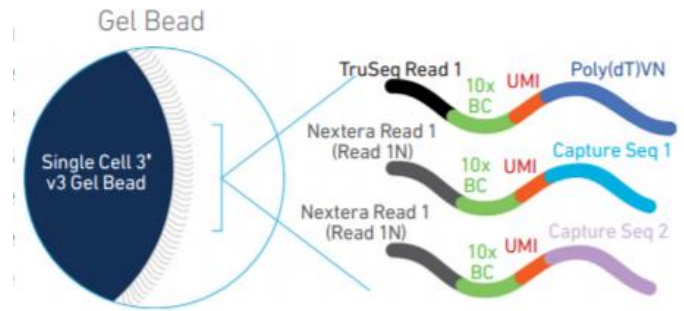 Gel Bead
Single Cell 3'
v3 Gel Bead
TruSeq Read 1
10x
BC
UMI
Poly(dT)VN
Nextera Read 1
(Read 1N)
10x
BC
UMI
Capture Seq 1
Nextera Read 1
(Read 1N)
10x
BC
UMI
Capture Seq 2